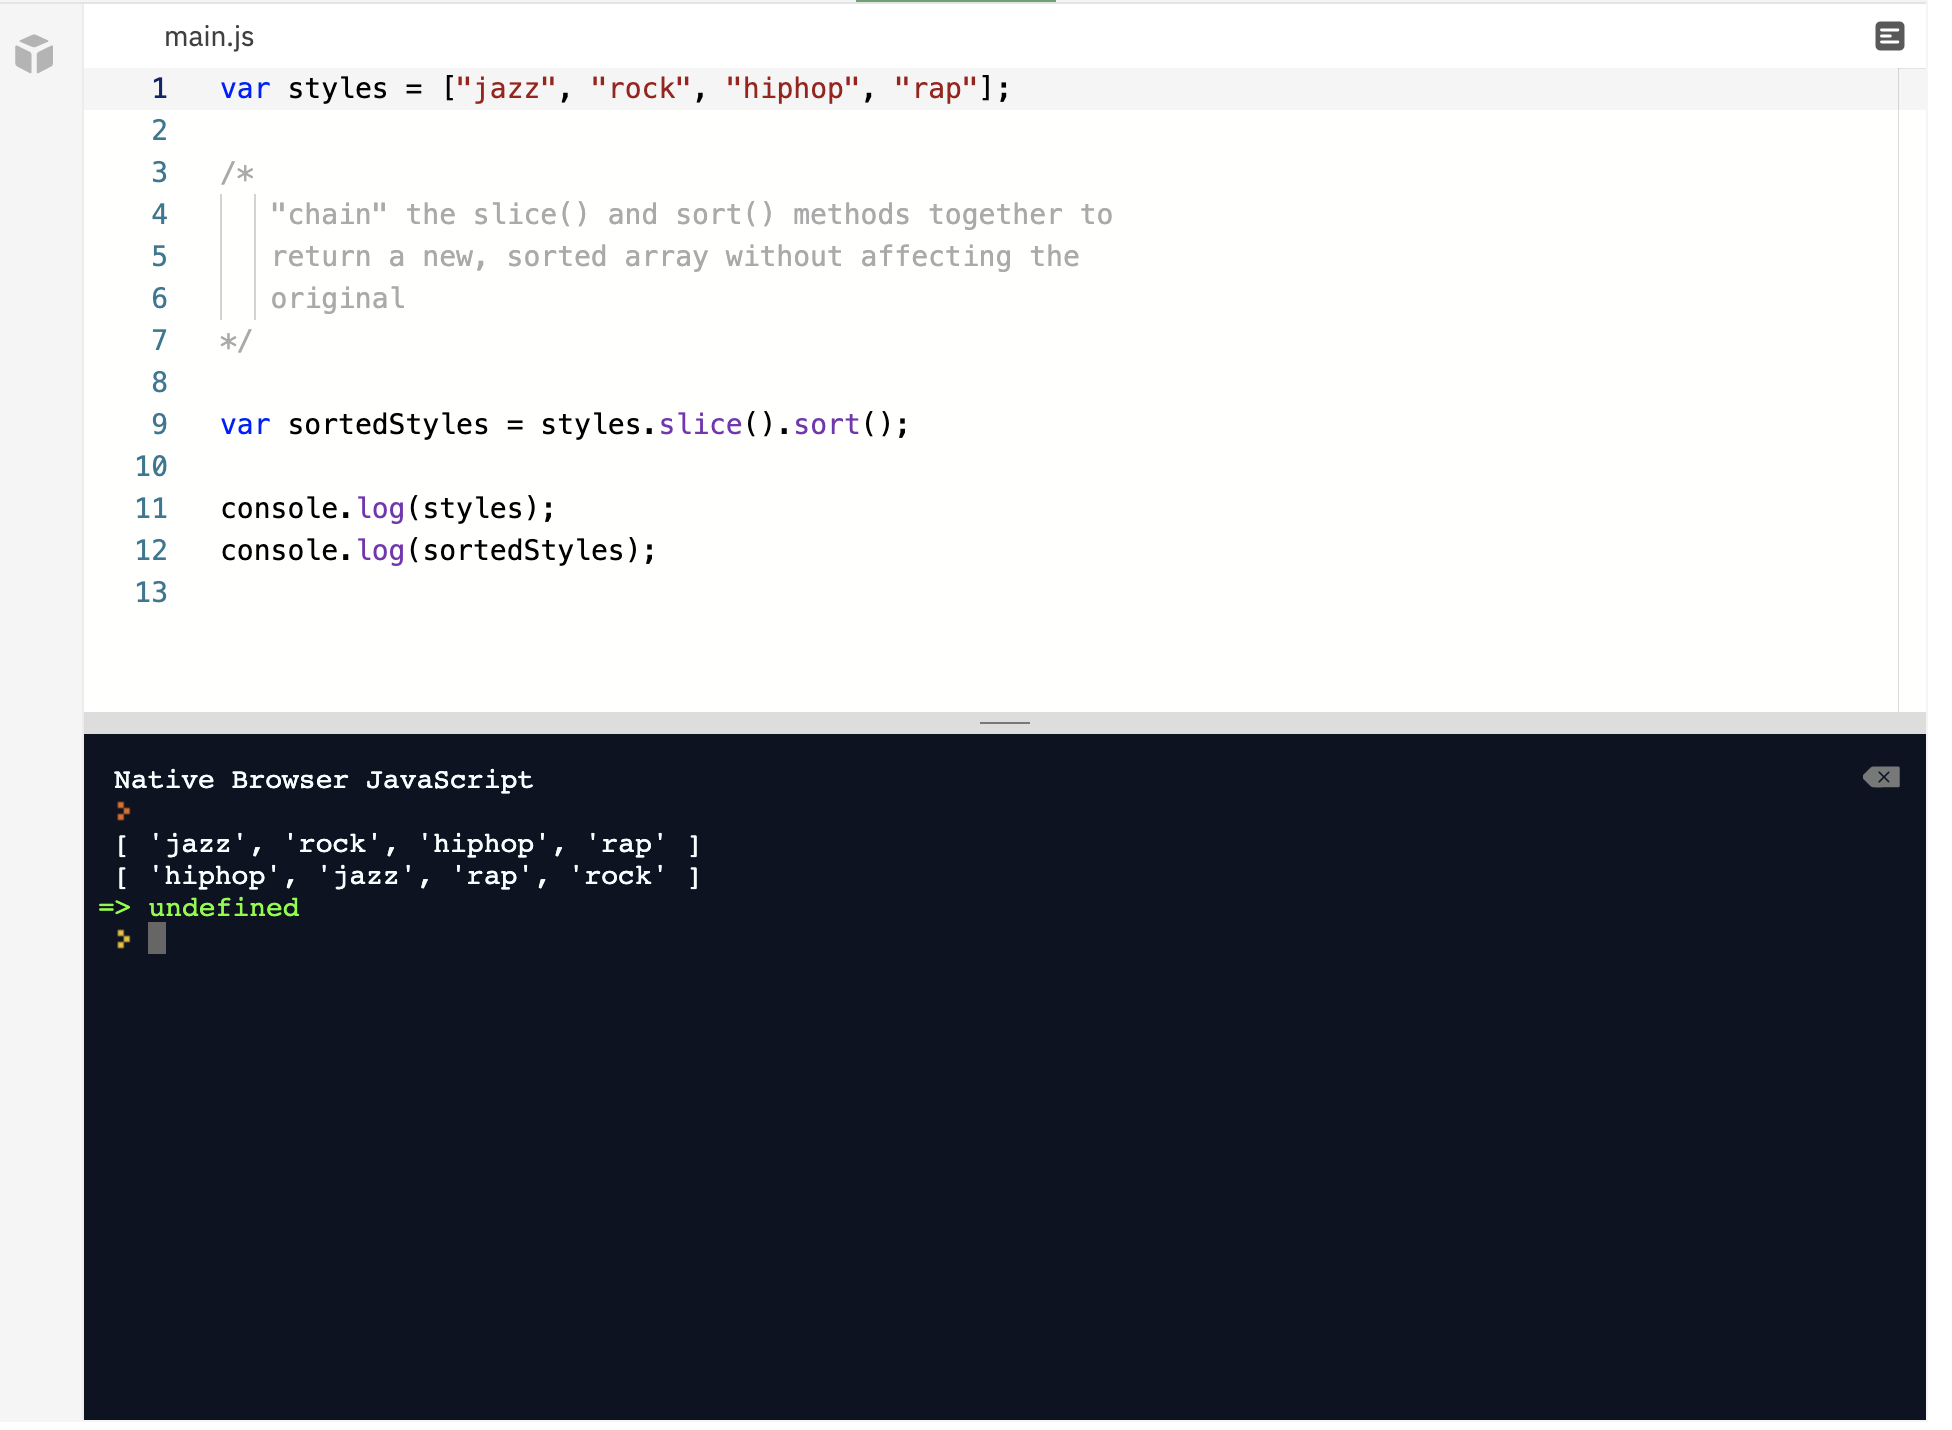 main.js
1 var styles = ["jazz", "rock", "hiphop", "rap"];
2
3 /*
4 "chain" the slice() and sort() methods together to
5 return a new, sorted array without affecting the
6 original
7 */
8
9 var sortedStyles = styles.slice().sort();
10
11 console.log(styles);
12 console.log(sortedStyles);
13
Native Browser JavaScript
>
[ 'jazz', 'rock', 'hiphop', 'rap' ]
[ 'hiphop', 'jazz', 'rap', 'rock' ]
=> undefined
>